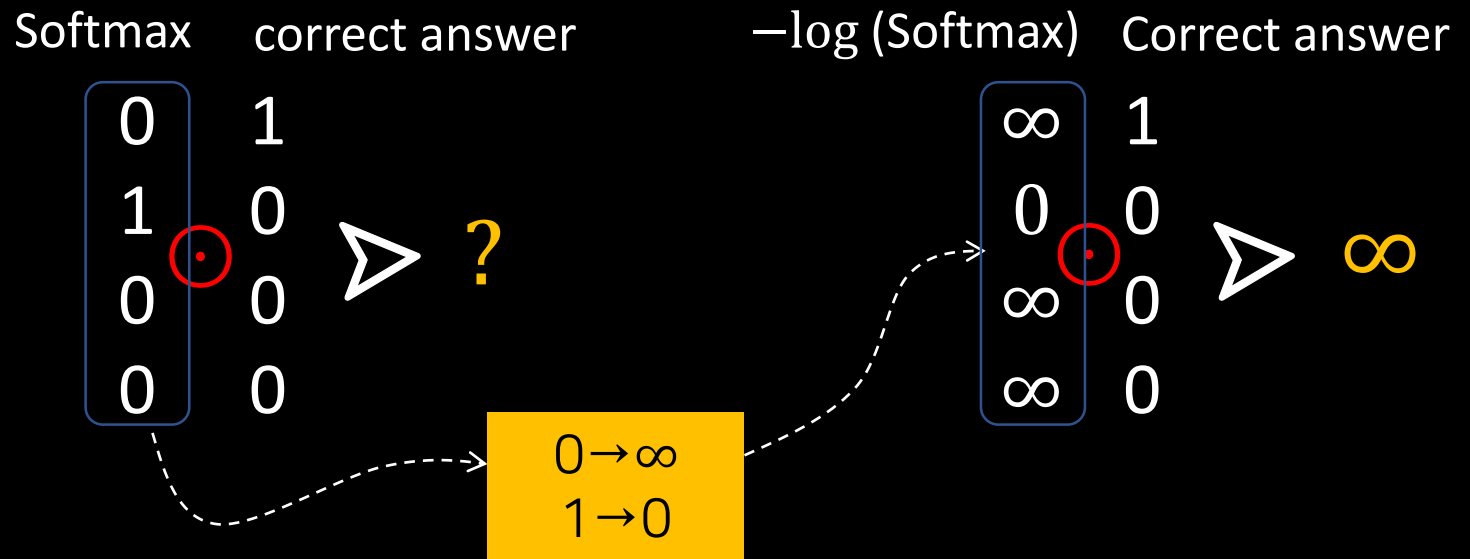 Softmax correct answer −log (Softmax) Correct answer
0 1 ∞ 1
1 0 0 0
⊙ ? ⊙ ∞
0 0 ∞ 0
0 0 ∞ 0
0→∞
1→0